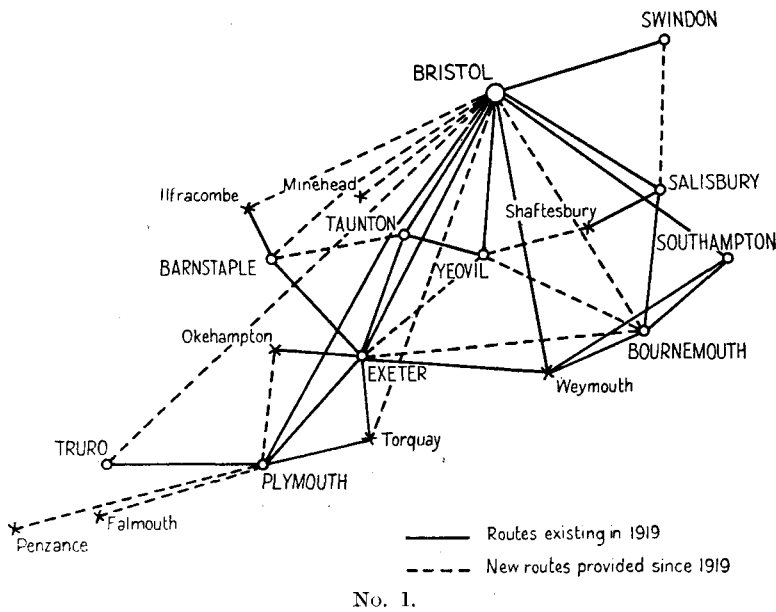 SWINDON
BRISTOL
Ilfracombe
Minehead
SALISBURY
Shaftesbury
TAUNTON
SOUTHAMPTON
BARNSTAPLE
YEOVIL
Okehampton
BOURNEMOUTH
EXETER
Weymouth
Torquay
TRURO
PLYMOUTH
Falmouth
Penzance
Routes existing in 1919
New routes provided since 1919
No. 1.